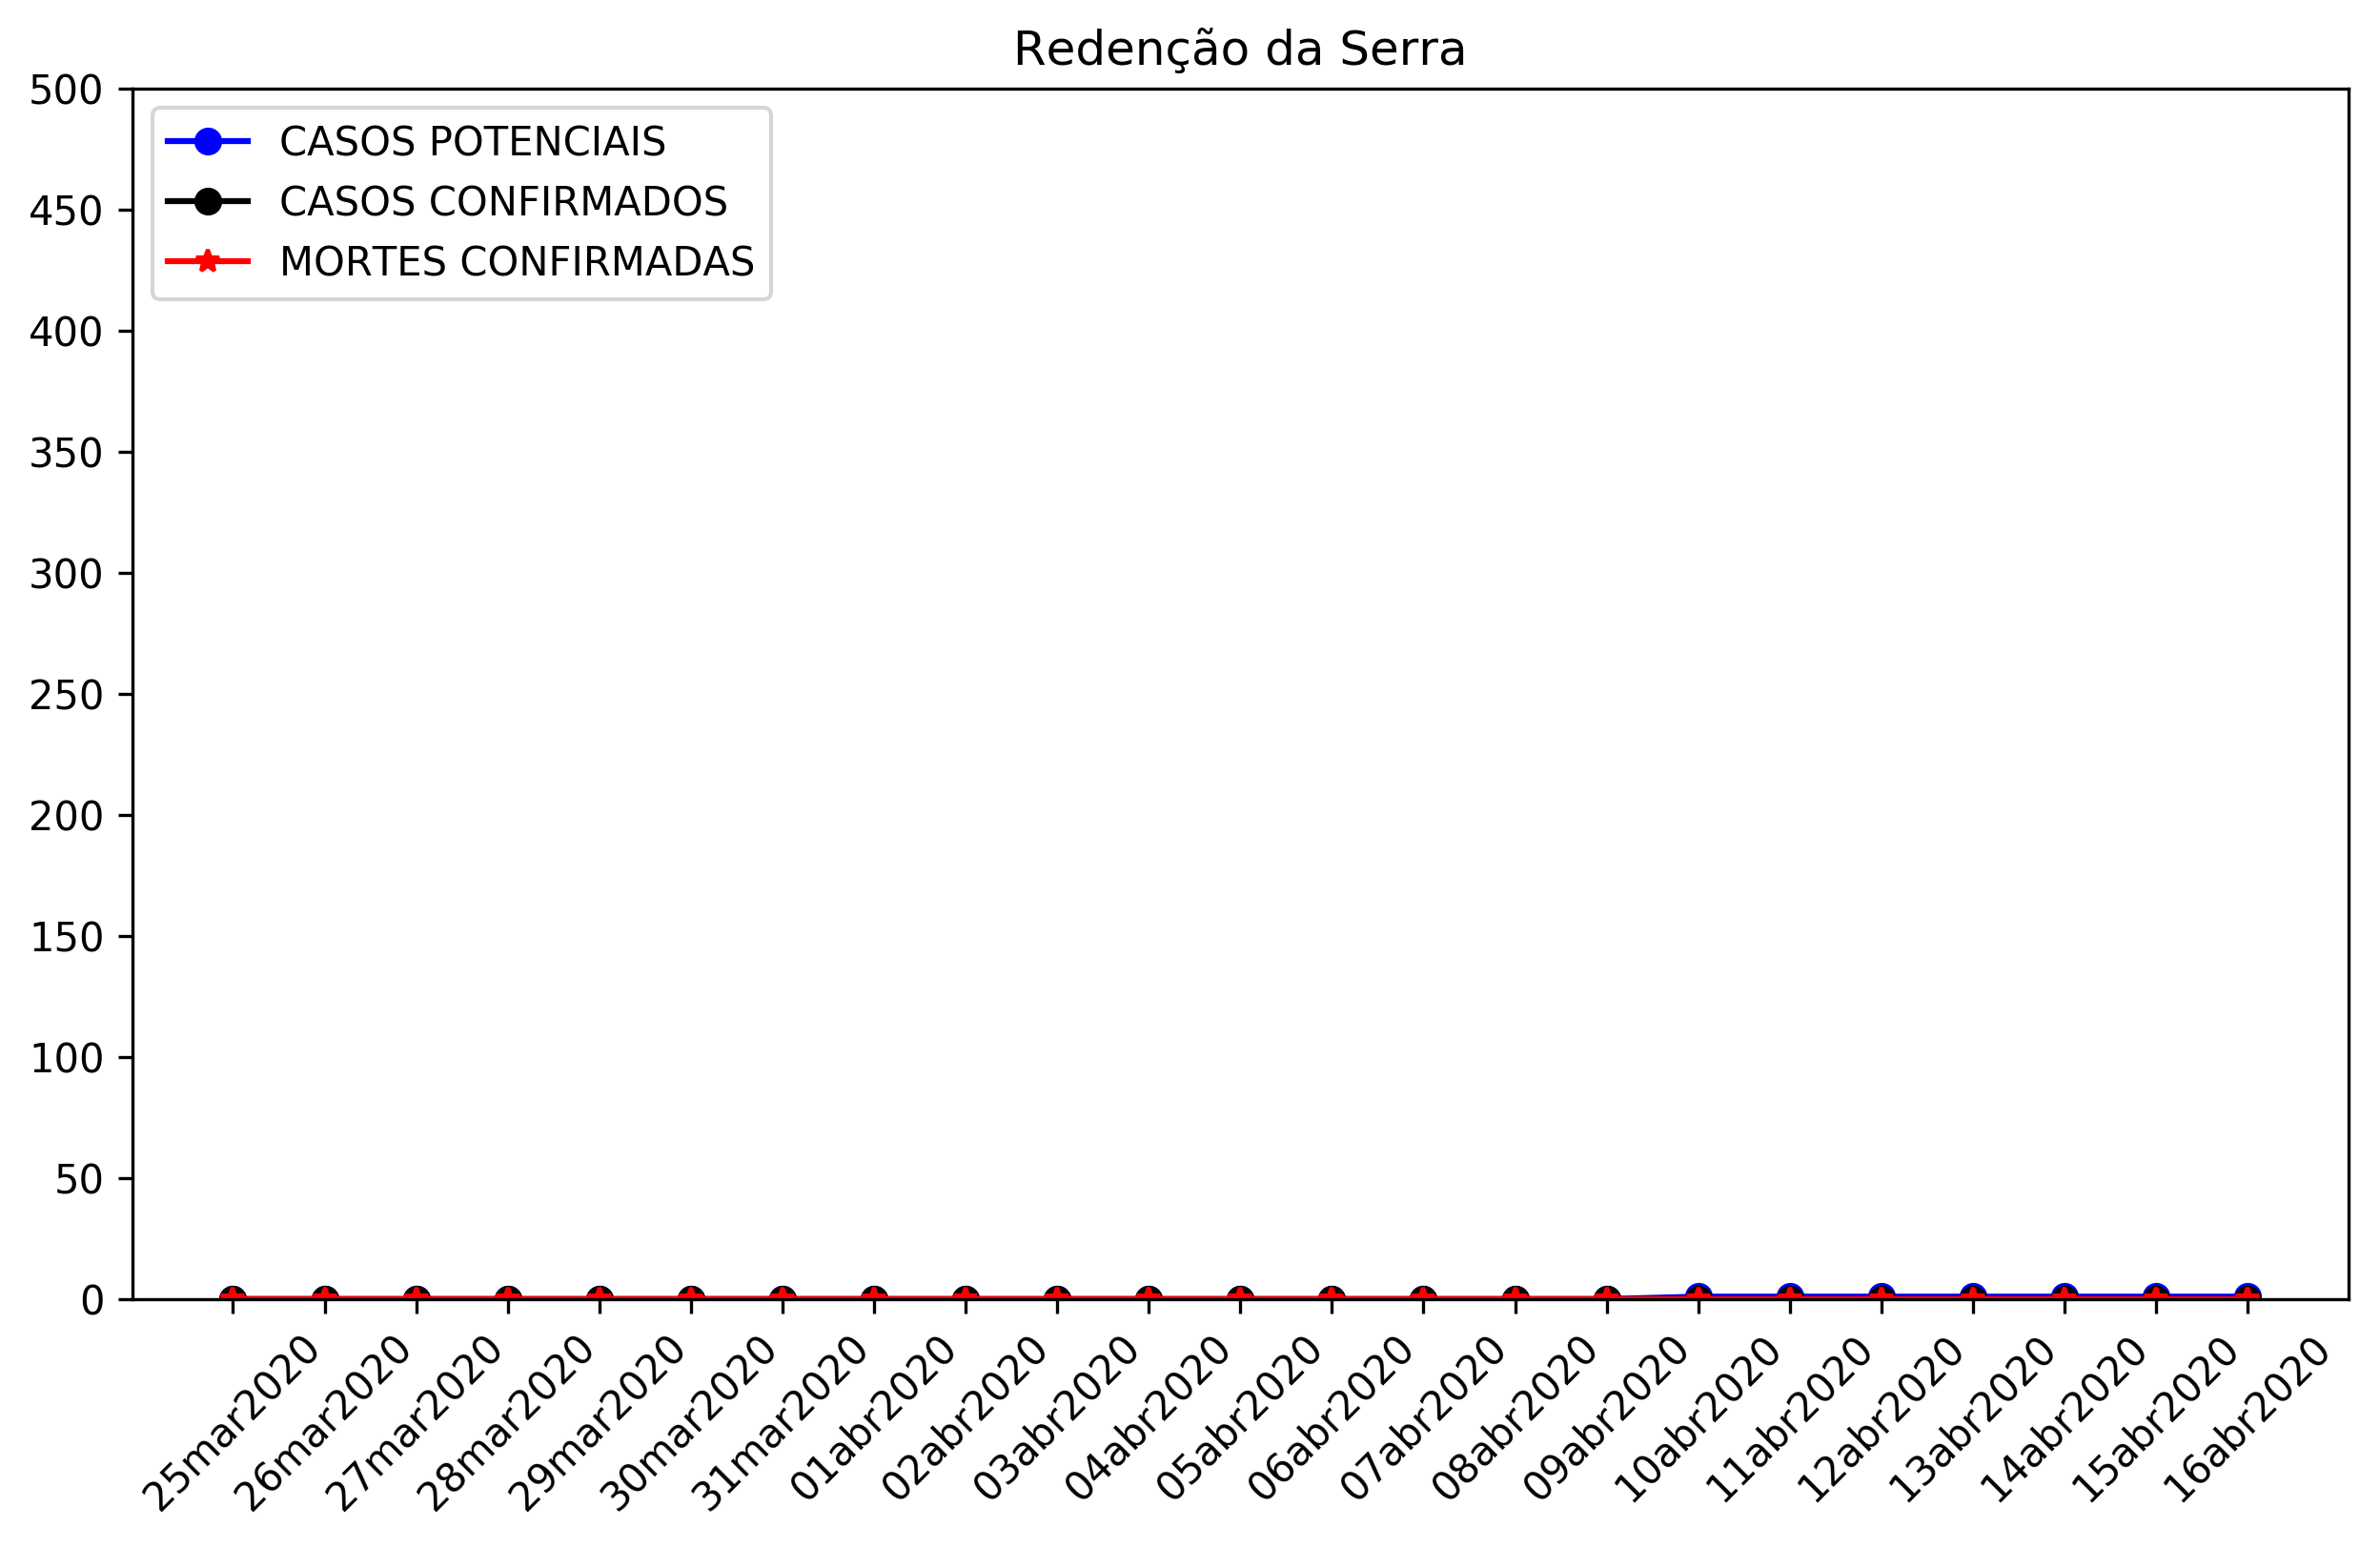 Redenção da Serra
500
450
400
350
300
250
200
150
100
50
0
CASOS POTENCIAIS
CASOS CONFIRMADOS
MORTES CONFIRMADAS
25mar2020
26mar2020
27mar2020
28mar2020
29mar2020
30mar2020
31mar2020
01abr2020
02abr2020
03abr2020
04abr2020
05abr2020
06abr2020
07abr2020
08abr2020
09abr2020
10abr2020
11abr2020
12abr2020
13abr2020
14abr2020
15abr2020
16abr2020